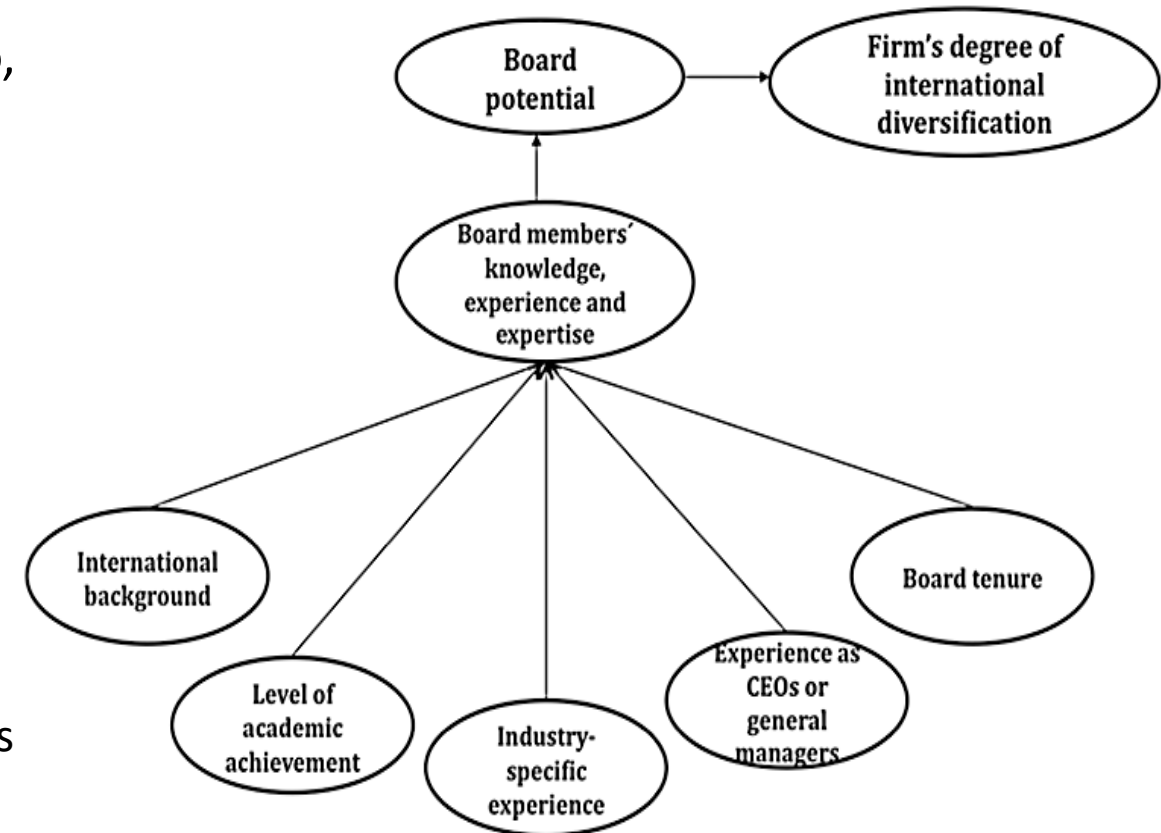 Board
potential
Firm's degree of
international
diversification
Board members´
knowledge,
experience and
expertise
International
background
Level of
academic
achievement
Industry-
specific
experience
Experience as
CEOs or
general
managers
Board tenure